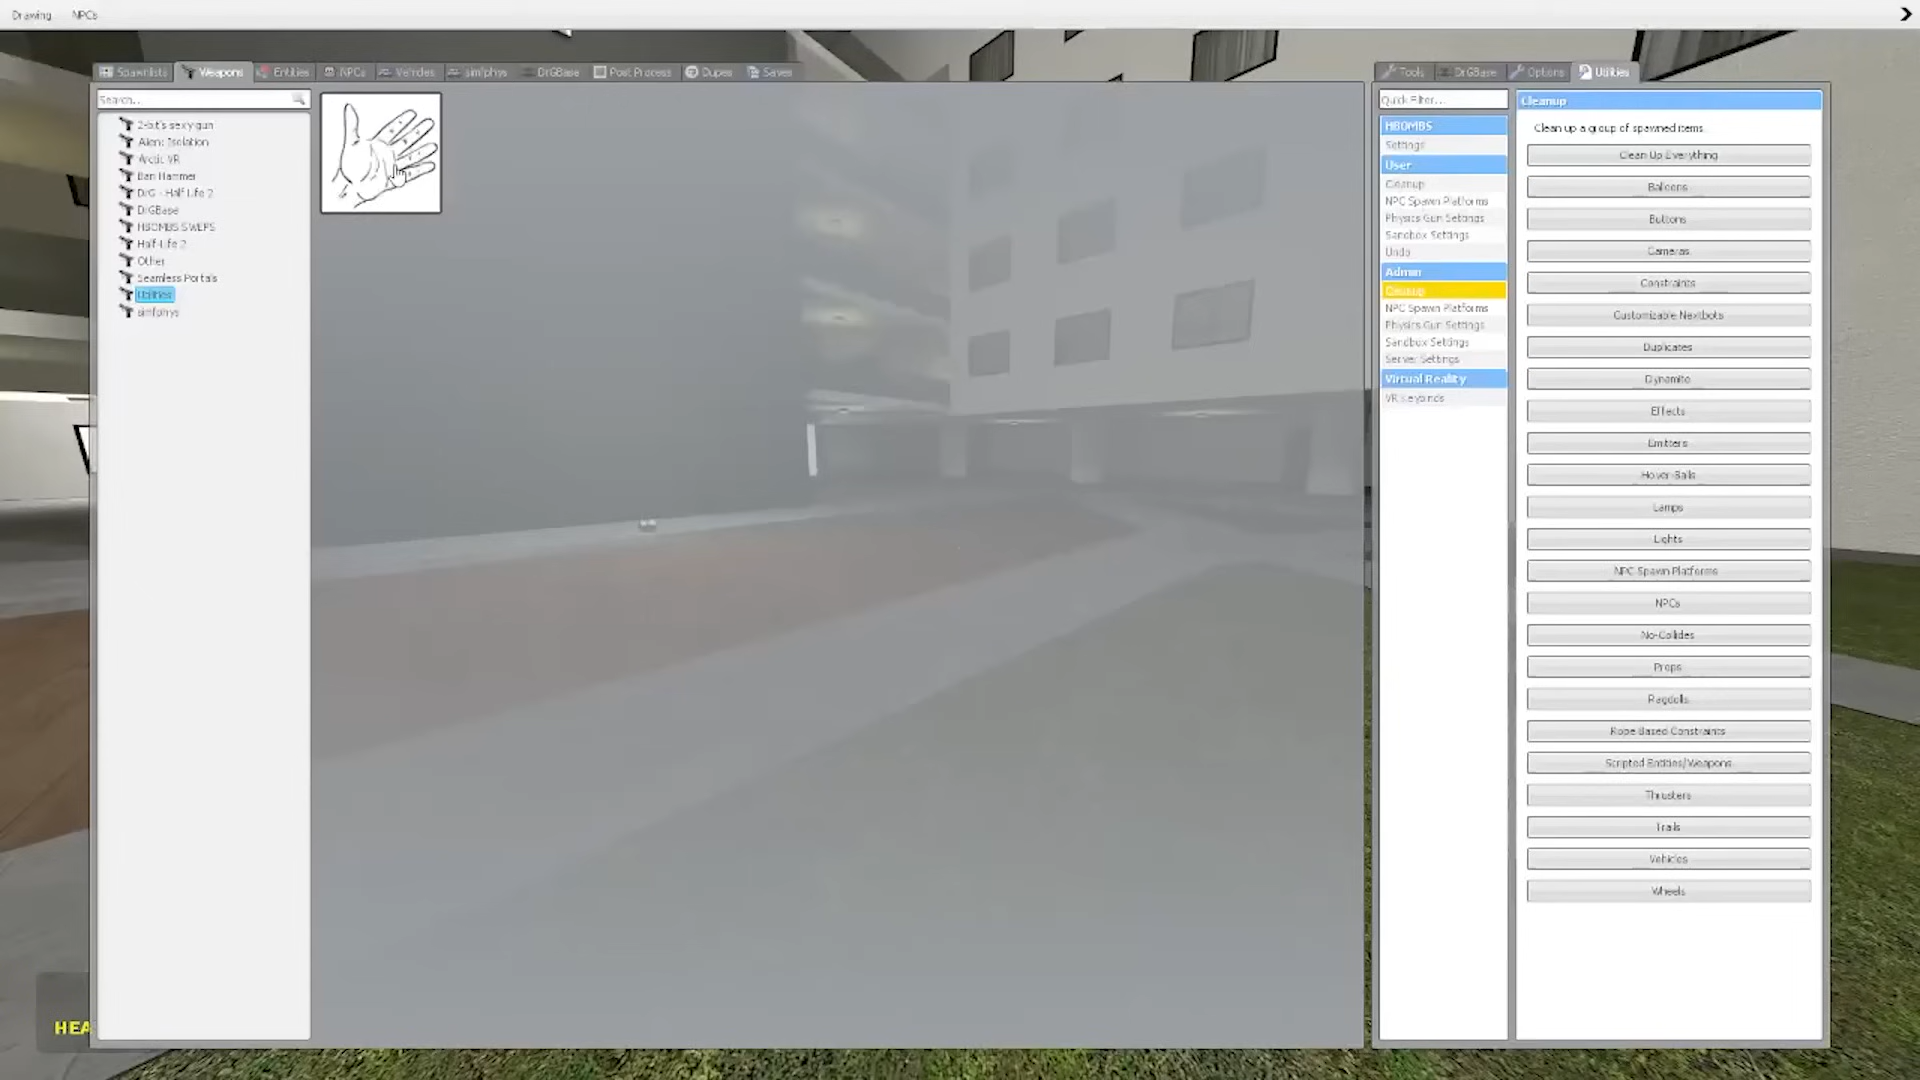 Drawing NPCs
Spawnlists Weapons Entities NPCs Vehicles simfphys DrGBase Post Process Dupes Saves
Search...
2-bit's sexy gun
Alien: Isolation
Arctic VR
Ban Hammer
DrG - Half Life 2
DrGBase
HBOMBS SWEPS
Half-Life 2
Other
Seamless Portals
Utilities
simfphys
HEA
Tools DrGBase Options Utilities
Quick Filter...
HBOMBS
Settings
User
Cleanup
NPC Spawn Platforms
Physics Gun Settings
Sandbox Settings
Undo
Admin
Cleanup
NPC Spawn Platforms
Physics Gun Settings
Sandbox Settings
Server Settings
Virtual Reality
VR
Cleanup
Clean up a group of spawned items.
Clean Up Everything
Balloons
Buttons
Cameras
Constraints
Customizable Nextbots
Duplicates
Dynamite
Effects
Emitters
Hover-Balls
Lamps
Lights
NPC Spawn Platforms
NPCs
No-Collides
Props
Ragdolls
Rope Based Constraints
Scripted Entities/Weapons
Thrusters
Trails
Vehicles
Wheels